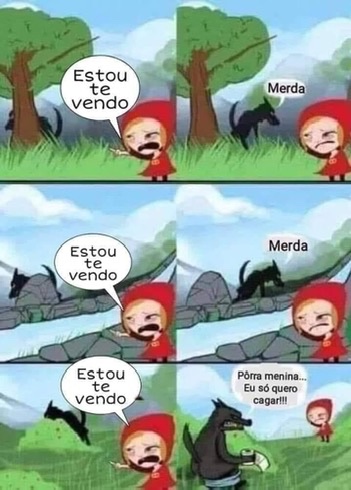 Estou
te
vendo
Merda
Estou
te
vendo
Merda
Estou
te
vendo
Pôrra menina...
Eu só quero
cagar!!!